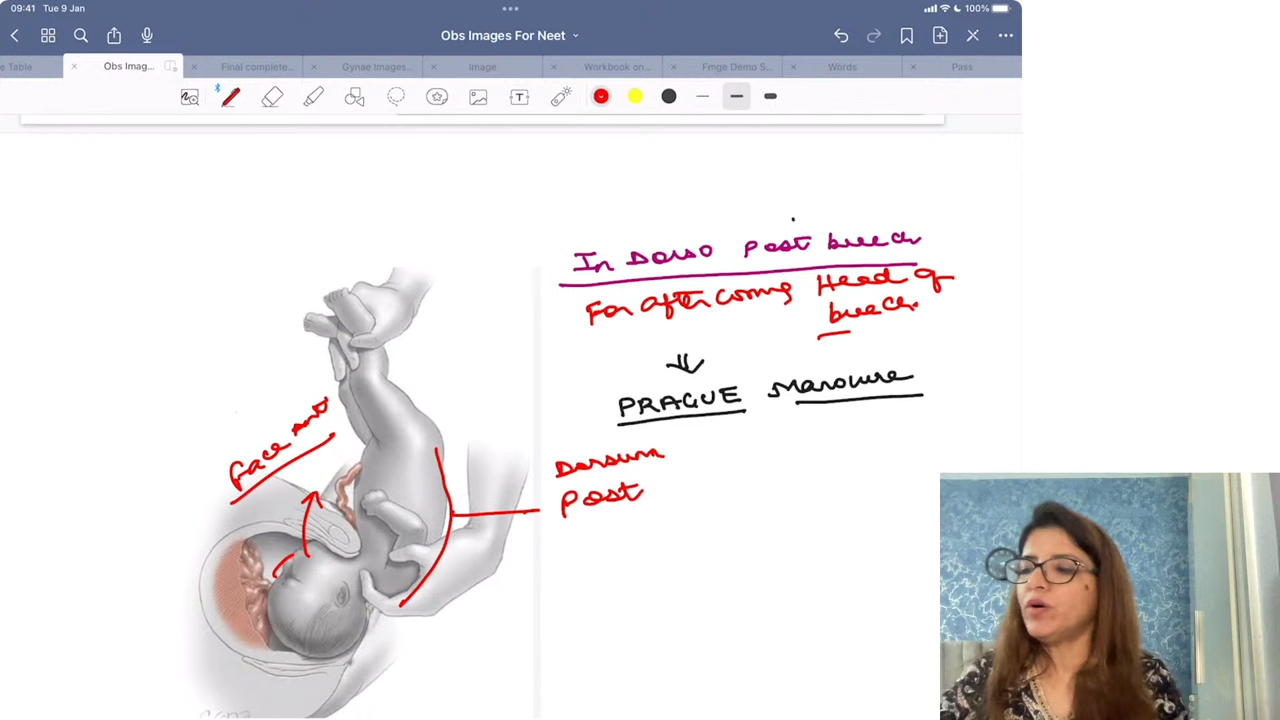 09:41 Tue 9 Jan
100%
Obs Images For Neet
e Table
Obs Imag...
Final complete...
Gynae Images...
Image
Workbook on...
Fmge Demo S...
Words
Pass
In Dorso Post breech
For after coming Head of
breech.
PRAGUE
Face ant
Dorsum
Post